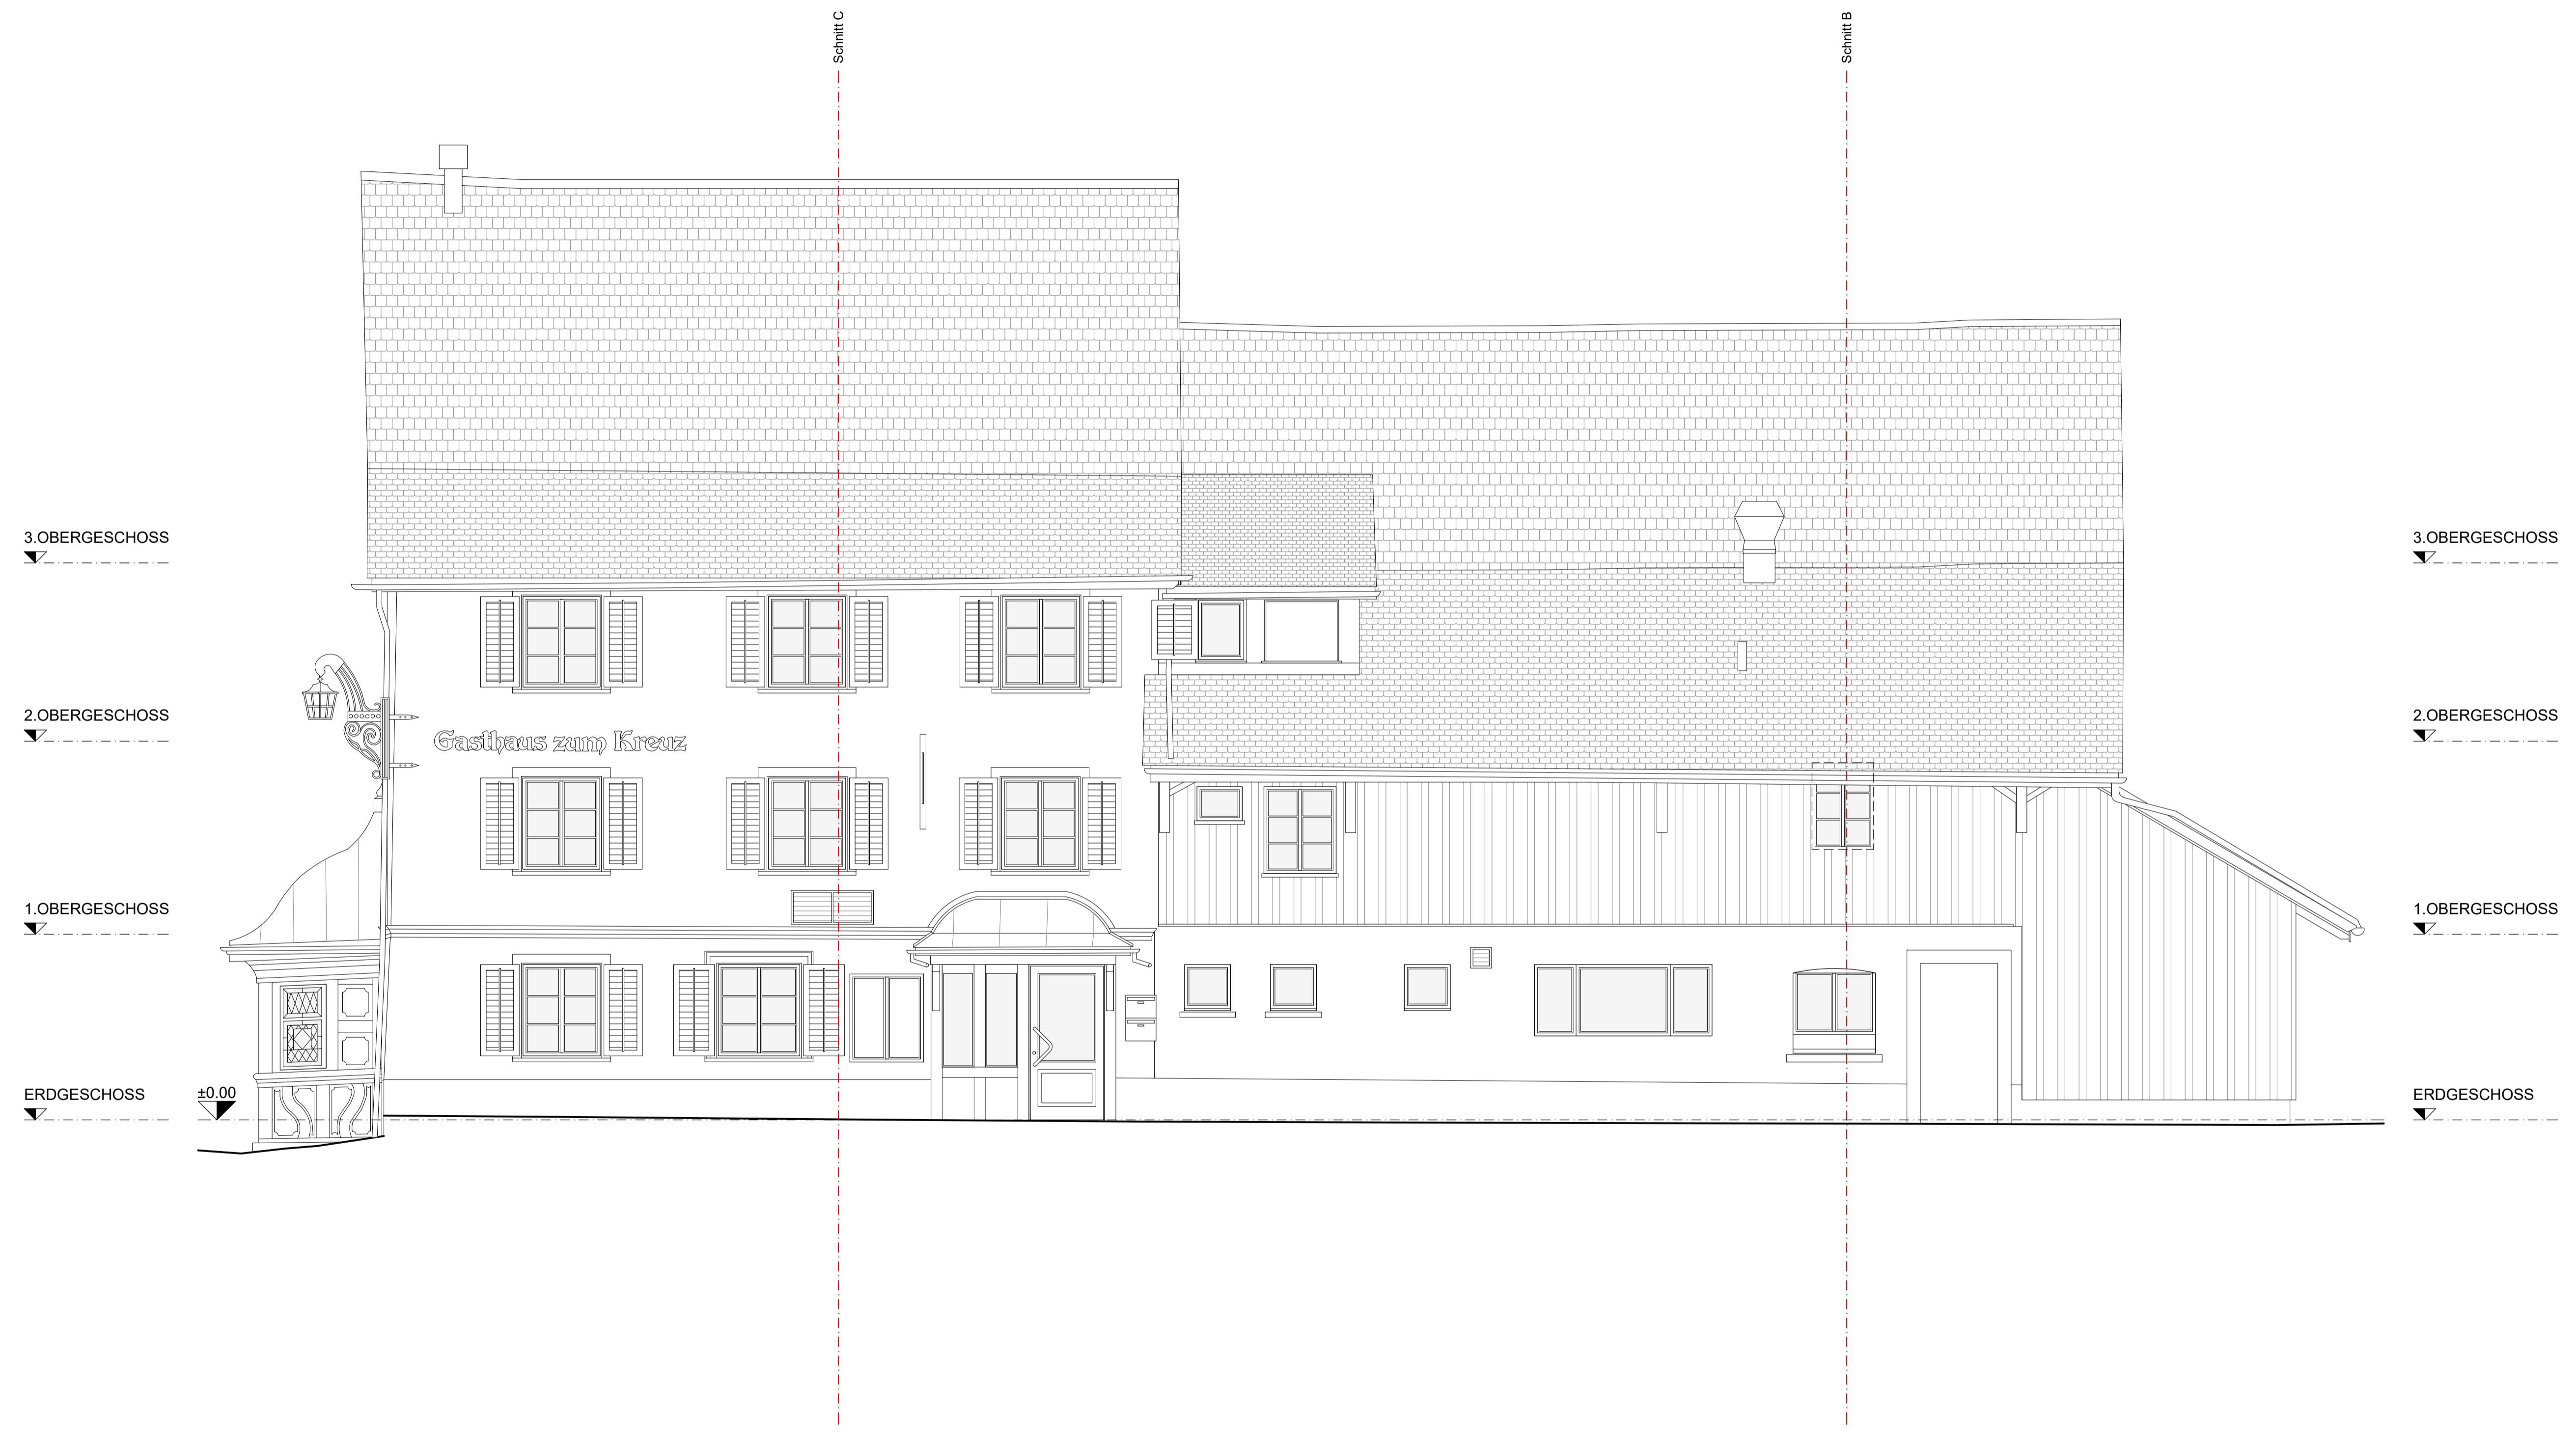 Schnitt C
Schnitt B
3.OBERGESCHOSS
3.OBERGESCHOSS
2.OBERGESCHOSS
2.OBERGESCHOSS
Gasthaus zum Kreuz
1.OBERGESCHOSS
1.OBERGESCHOSS
ERDGESCHOSS
±0.00
ERDGESCHOSS